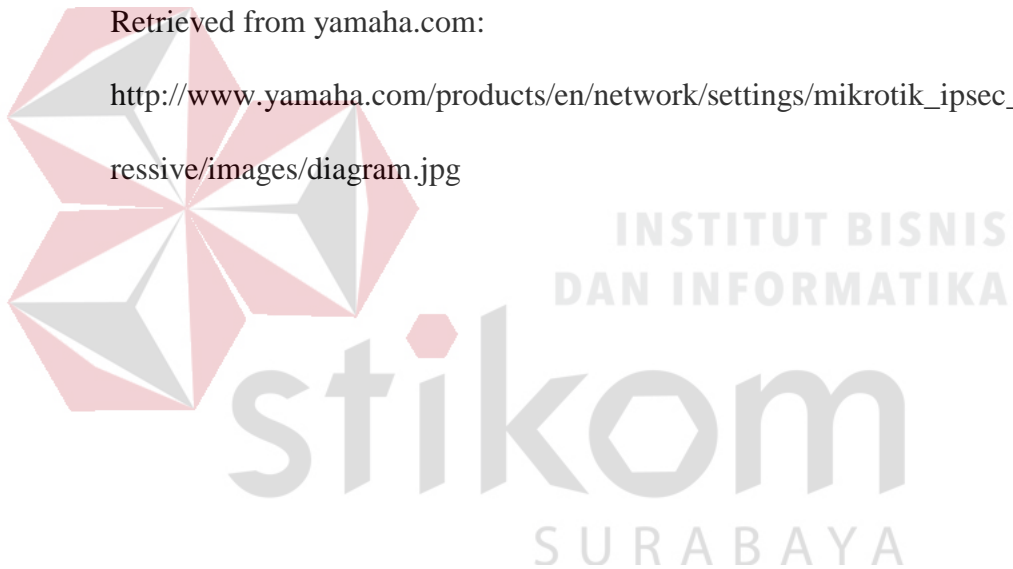 Retrieved from yamaha.com:
http://www.yamaha.com/products/en/network/settings/mikrotik_ipsec_
ressive/images/diagram.jpg
INSTITUT BISNIS
DAN INFORMATIKA
stikom
SURABAYA